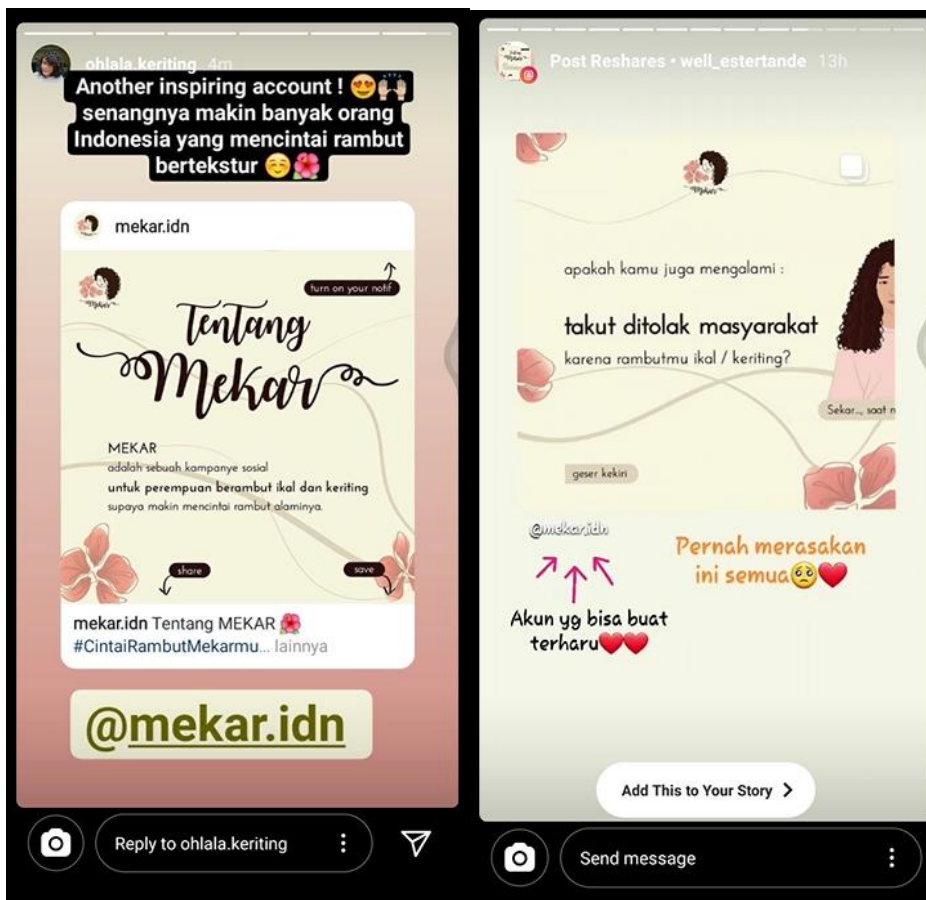 ohlala.keriting 4m
Another inspiring account ! 😍🙌🏻
senangnya makin banyak orang
Indonesia yang mencintai rambut
bertekstur ☺️🌺
mekar.idn
turn on your notif
Mekar
Tentang
Mekar
MEKAR
adalah sebuah kampanye sosial
untuk perempuan berambut ikal dan keriting
supaya makin mencintai rambut alaminya.
share
save
mekar.idn Tentang MEKAR 🌺
#CintaiRambutMekarmu... lainnya
@mekar.idn
Reply to ohlala.keriting
Post Reshares • well_estertande 13h
Mekar
apakah kamu juga mengalami :
takut ditolak masyarakat
karena rambutmu ikal / keriting?
Sekar.., saat n
geser kekiri
@mekar.idn
Pernah merasakan
ini semua🥺❤️
Akun yg bisa buat
terharu❤️❤️
Add This to Your Story >
Send message